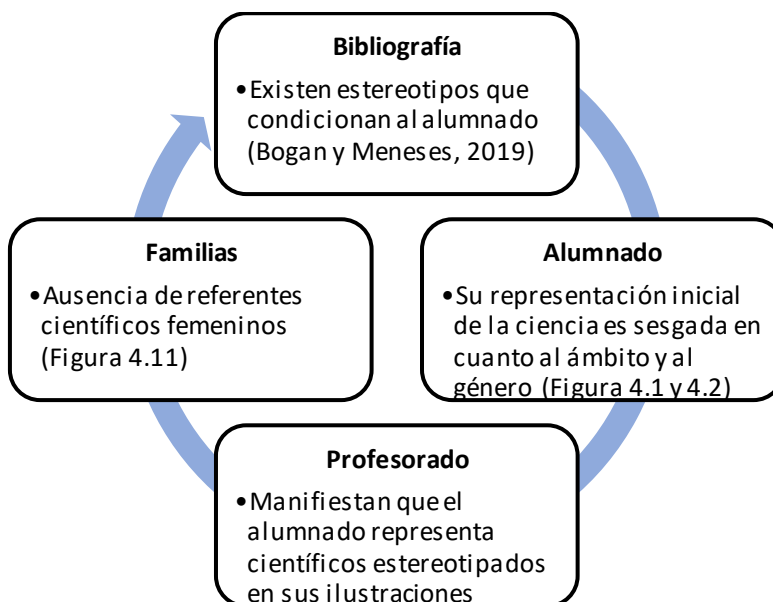 Bibliografía
•Existen estereotipos que
condicionan al alumnado
(Bogan y Meneses, 2019)
Familias
•Ausencia de referentes
científicos femeninos
(Figura 4.11)
Alumnado
•Su representación inicial
de la ciencia es sesgada en
cuanto al ámbito y al
género (Figura 4.1 y 4.2)
Profesorado
•Manifiestan que el
alumnado representa
científicos estereotipados
en sus ilustraciones